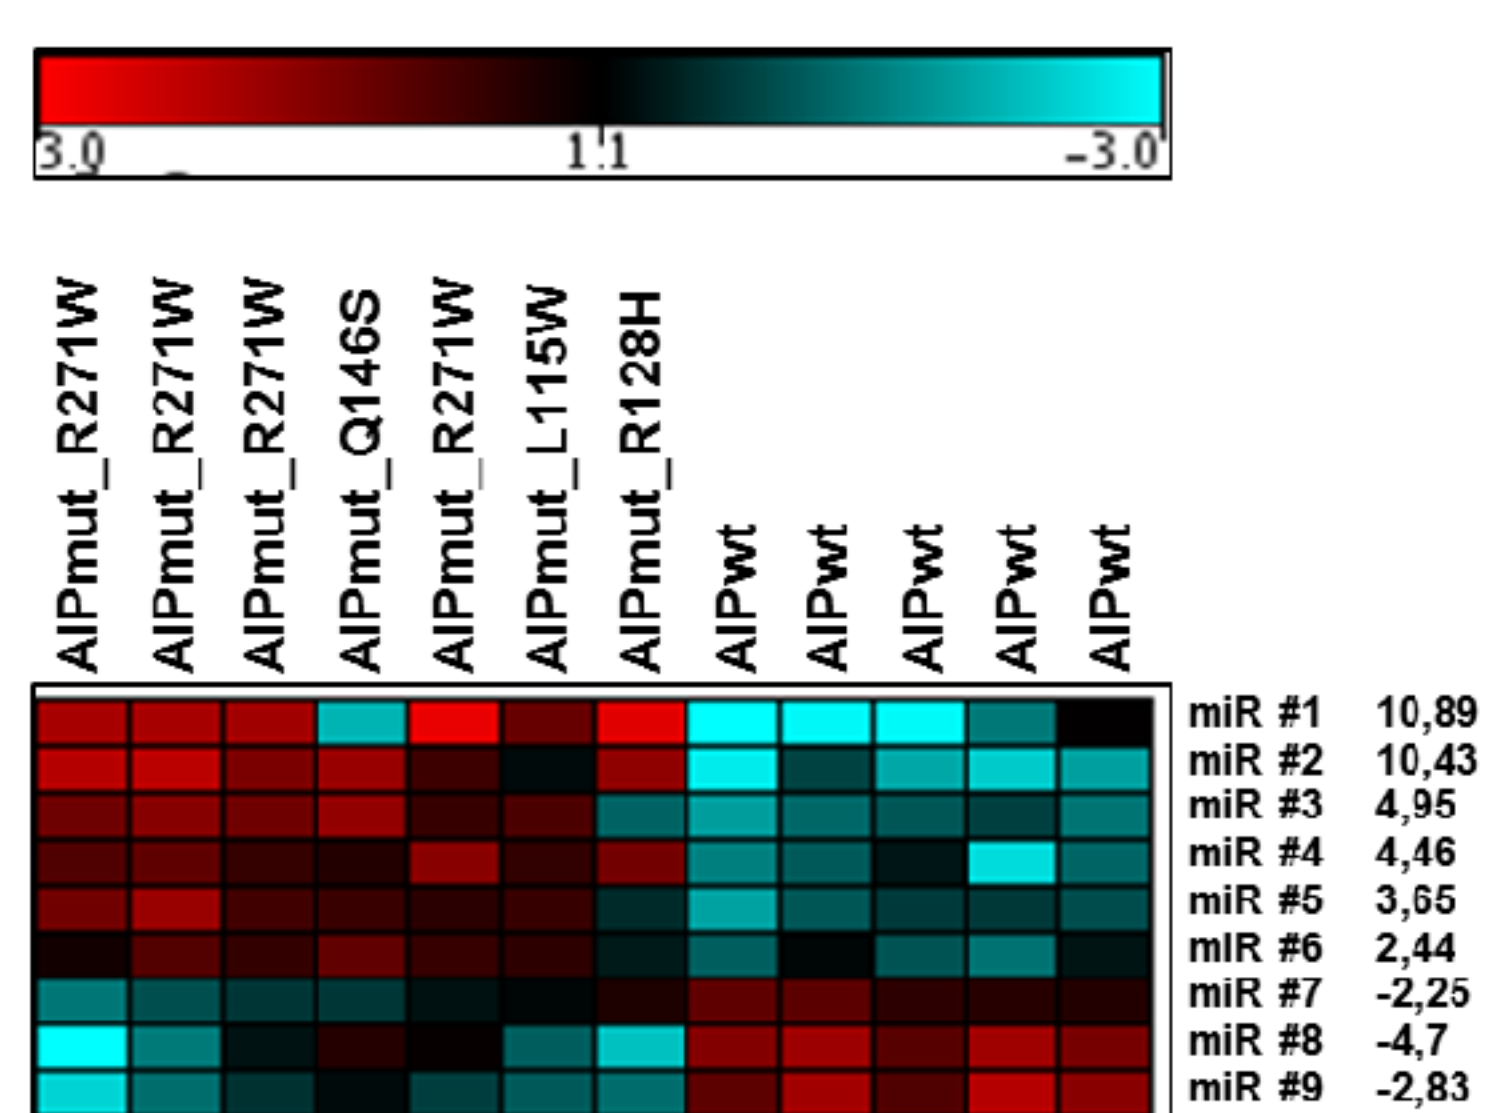 3.0 1:1 -3.0
AIPmut_R271W
AIPmut_R271W
AIPmut_R271W
AIPmut_Q146S
AIPmut_R271W
AIPmut_L115W
AIPmut_R128H
AIPwt
AIPwt
AIPwt
AIPwt
AIPwt
miR #1 10,89
miR #2 10,43
miR #3 4,95
miR #4 4,46
miR #5 3,65
mIR #6 2,44
miR #7 -2,25
miR #8 -4,7
miR #9 -2,83